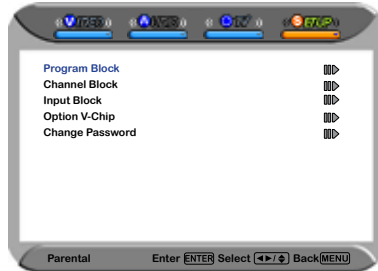 VIDEO AUDIO SETUP
Program Block
Channel Block
Input Block
Option V-Chip
Change Password
Parental Enter ENTER Select ◄►/♦ Back MENU